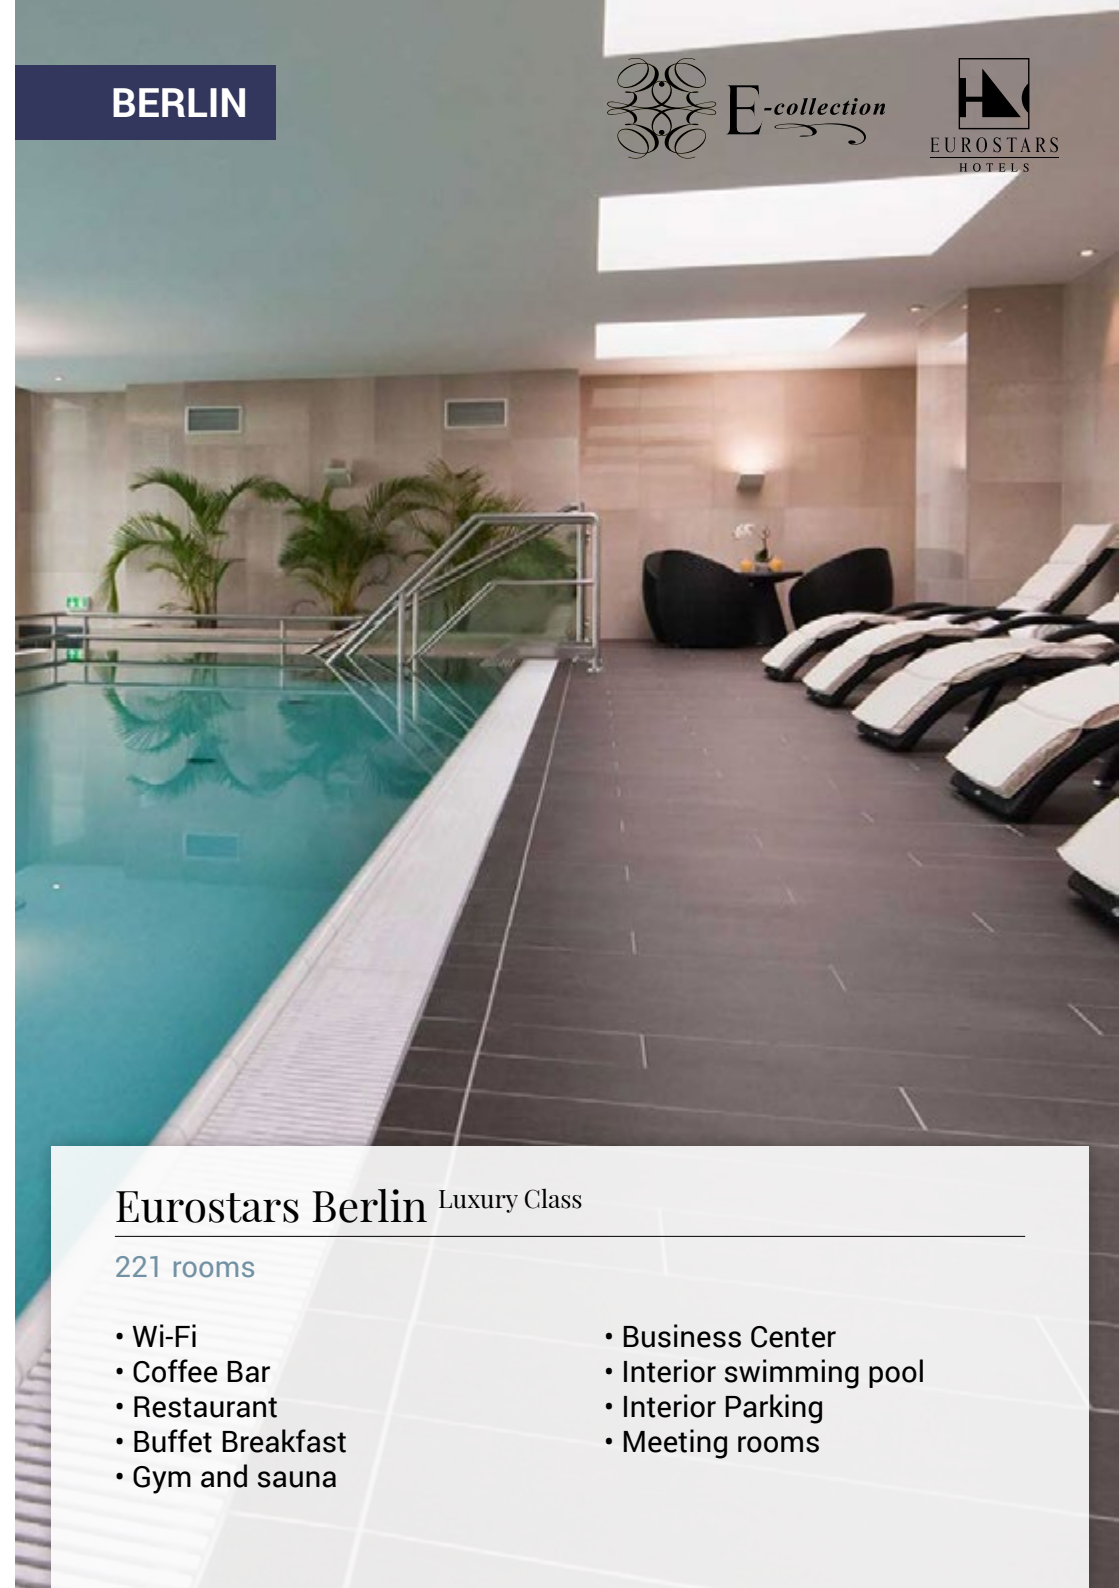 BERLIN
E-collection
EUROSTARS
HOTELS
Eurostars Berlin Luxury Class
221 rooms
• Wi-Fi
• Coffee Bar
• Restaurant
• Buffet Breakfast
• Gym and sauna
• Business Center
• Interior swimming pool
• Interior Parking
• Meeting rooms